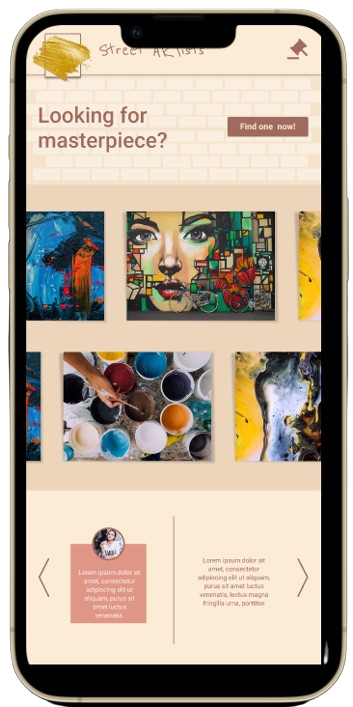 Street ARtists
Looking for
masterpiece?
Find one now!
Lorem ipsum dolor sit
amet, consectetur
adipiscing elit ut
aliquam, purus sit
amet luctus
venenatis
Lorem ipsum dolor sit
amet, consectetur
adipiscing elit ut aliquam,
purus sit amet luctus
venenatis, lectus magna
fringilla urna, porttitor